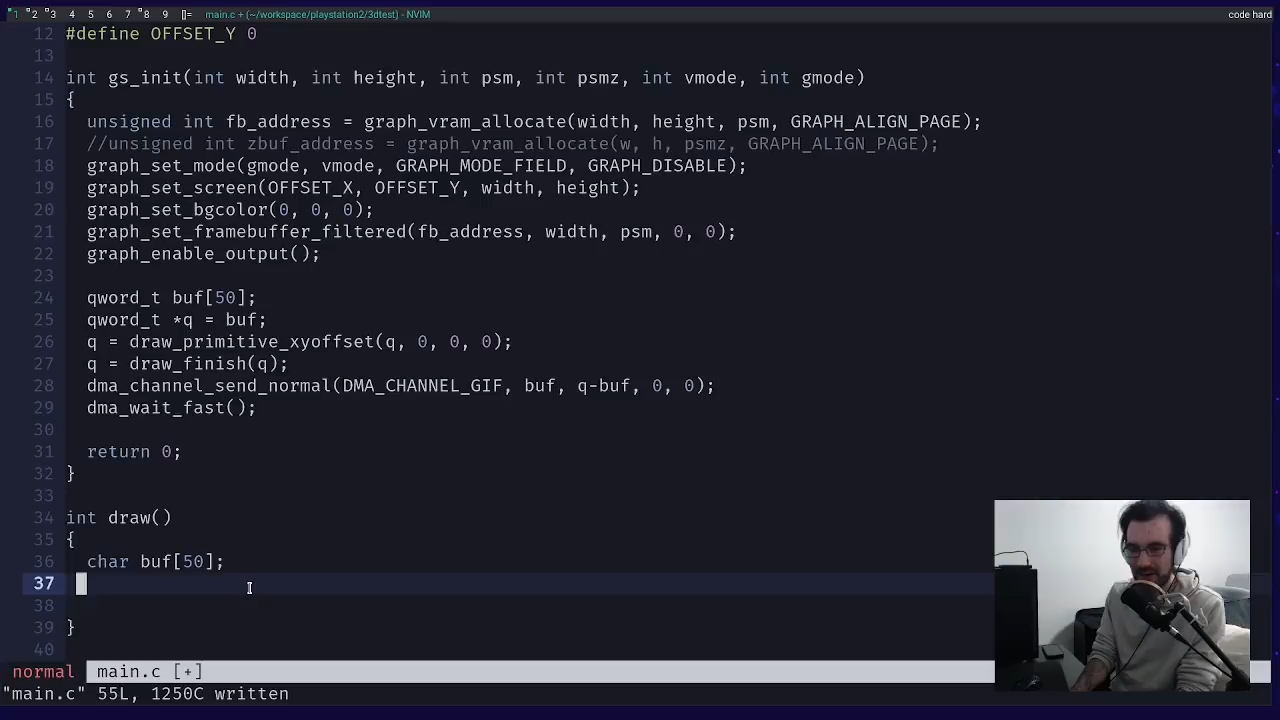 1 2 3 4 5 6 7 8 9 []= main.c + (~/workspace/playstation2/3dtest) - NVIM code hard
12 #define OFFSET_Y 0
13
14 int gs_init(int width, int height, int psm, int psmz, int vmode, int gmode)
15 {
16 unsigned int fb_address = graph_vram_allocate(width, height, psm, GRAPH_ALIGN_PAGE);
17 //unsigned int zbuf_address = graph_vram_allocate(w, h, psmz, GRAPH_ALIGN_PAGE);
18 graph_set_mode(gmode, vmode, GRAPH_MODE_FIELD, GRAPH_DISABLE);
19 graph_set_screen(OFFSET_X, OFFSET_Y, width, height);
20 graph_set_bgcolor(0, 0, 0);
21 graph_set_framebuffer_filtered(fb_address, width, psm, 0, 0);
22 graph_enable_output();
23
24 qword_t buf[50];
25 qword_t *q = buf;
26 q = draw_primitive_xyoffset(q, 0, 0, 0);
27 q = draw_finish(q);
28 dma_channel_send_normal(DMA_CHANNEL_GIF, buf, q-buf, 0, 0);
29 dma_wait_fast();
30
31 return 0;
32 }
33
34 int draw()
35 {
36 char buf[50];
37
38
39 }
40
normal main.c [+]
"main.c" 55L, 1250C written